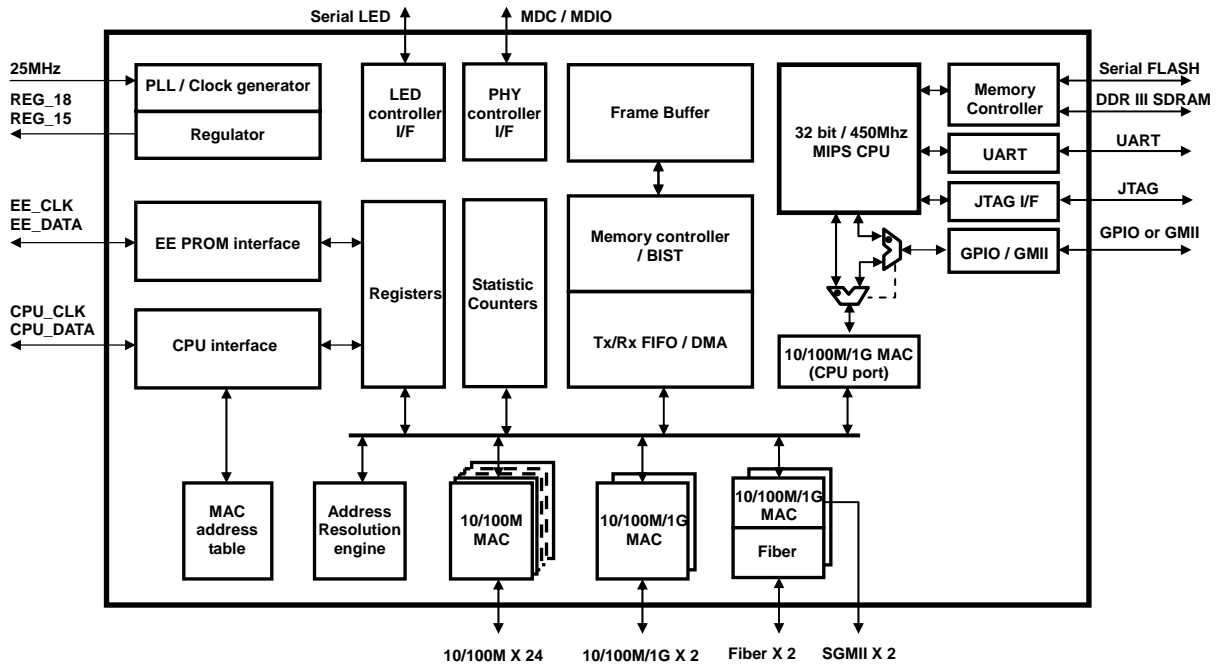 Serial LED
MDC / MDIO
25MHz
REG_18
REG_15
PLL / Clock generator
Regulator
LED
controller
I/F
PHY
controller
I/F
Frame Buffer
32 bit / 450Mhz
MIPS CPU
Memory
Controller
UART
JTAG I/F
GPIO / GMII
Serial FLASH
DDR III SDRAM
UART
JTAG
GPIO or GMII
EE_CLK
EE_DATA
EE PROM interface
CPU_CLK
CPU_DATA
CPU interface
Registers
Statistic
Counters
Memory controller
/ BIST
Tx/Rx FIFO / DMA
10/100M/1G MAC
(CPU port)
MAC
address
table
Address
Resolution
engine
10/100M
MAC
10/100M/1G
MAC
10/100M/1G
MAC
Fiber
10/100M X 24
10/100M/1G X 2
Fiber X 2
SGMII X 2